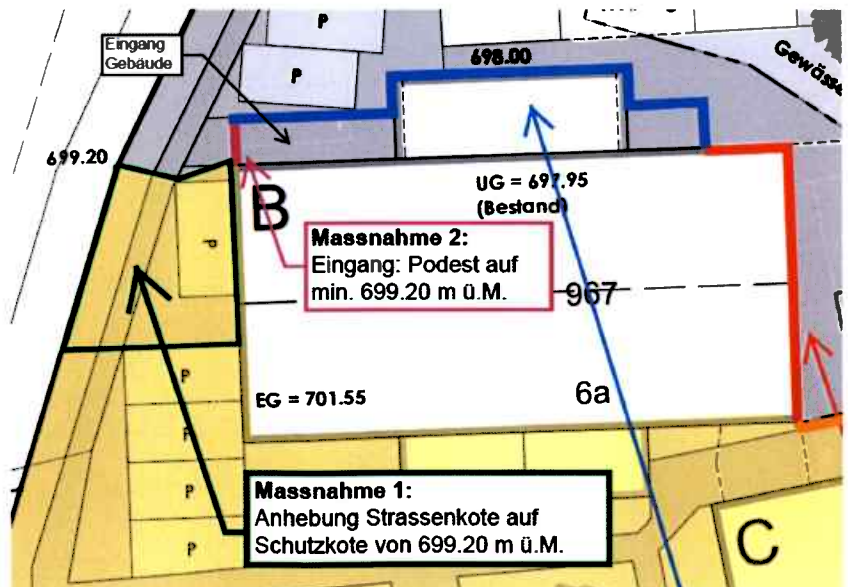 P
Eingang
Gebäude
P
698.00
Gewässe
699.20
UG = 697.95
(Bestand)
B
P
Massnahme 2:
Eingang: Podest auf
min. 699.20 m ü.M.
967
P
EG = 701.55
6a
P
P
Massnahme 1:
Anhebung Strassenkote auf
Schutzkote von 699.20 m ü.M.
P
C